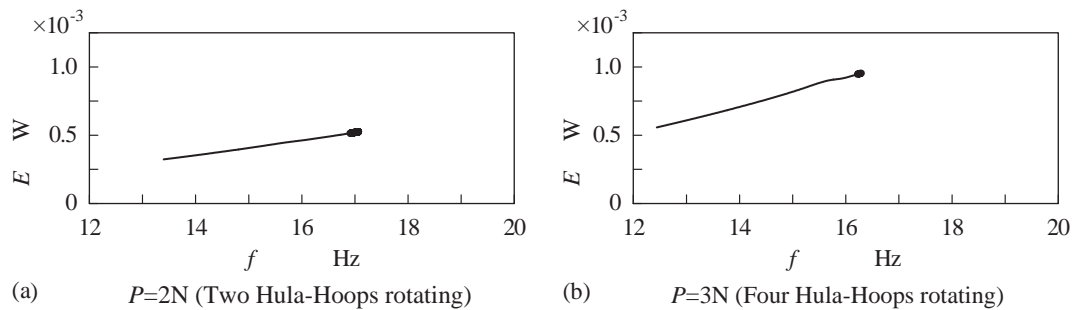 ×10⁻³
1.0
0.5
0
E W
12 14 16 18 20
f Hz
(a) P=2N (Two Hula-Hoops rotating)
×10⁻³
1.0
0.5
0
E W
12 14 16 18 20
f Hz
(b) P=3N (Four Hula-Hoops rotating)